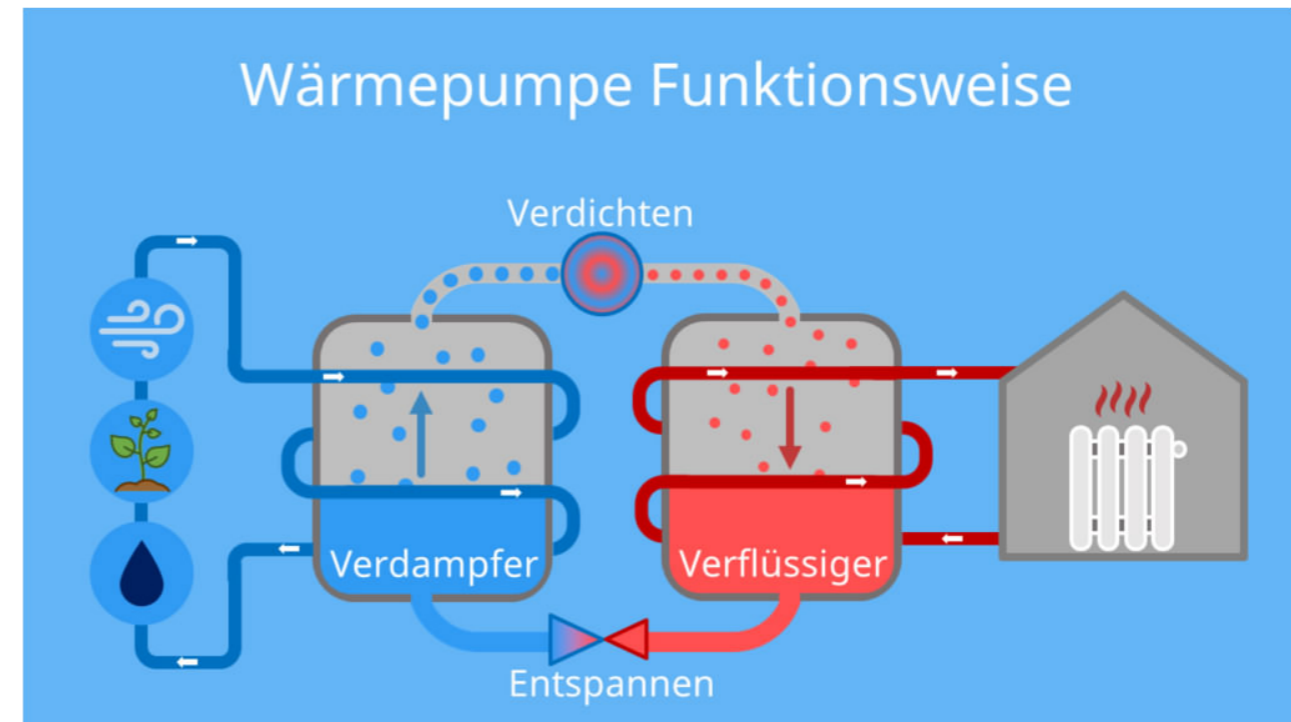 Wärmepumpe Funktionsweise
Verdichten
Verdampfer
Verflüssiger
Entspannen